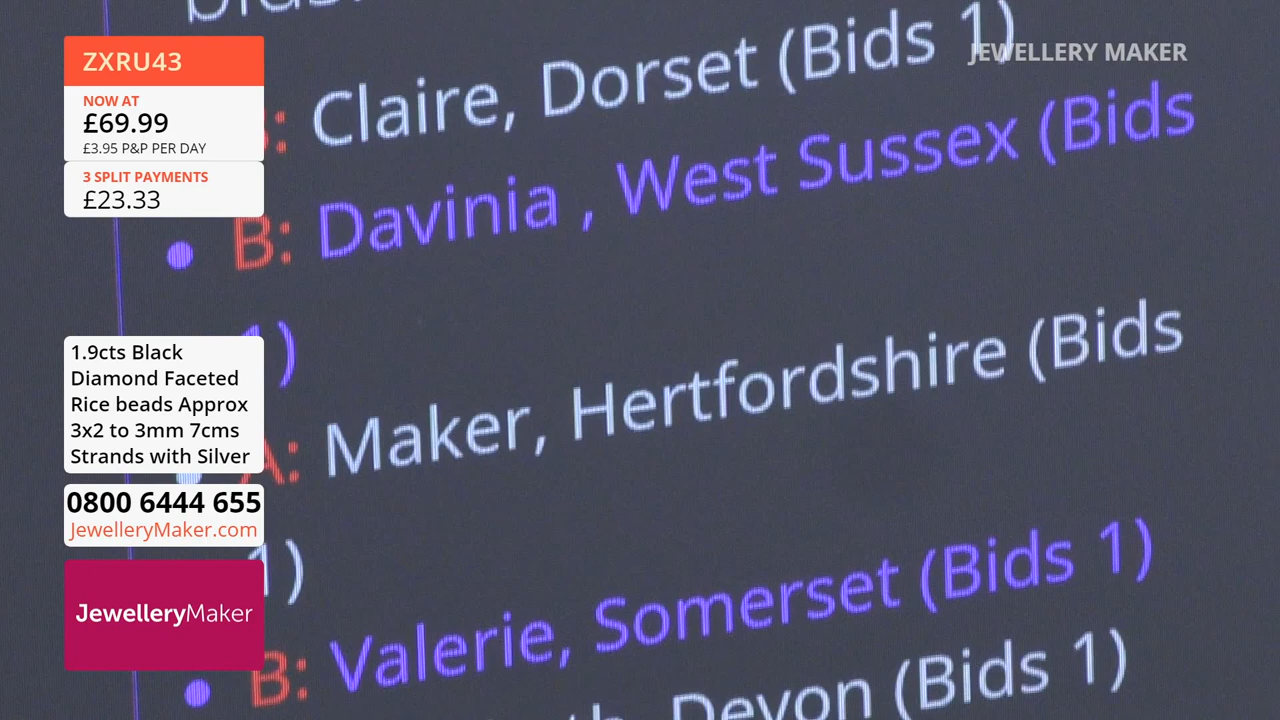 ZXRU43
NOW AT
£69.99
£3.95 P&P PER DAY
3 SPLIT PAYMENTS
£23.33
1.9cts Black
Diamond Faceted
Rice beads Approx
3x2 to 3mm 7cms
Strands with Silver
0800 6444 655
JewelleryMaker.com
JewelleryMaker
JEWELLERY MAKER
Claire, Dorset (Bids 1)
B: Davinia , West Sussex (Bids
1)
A: Maker, Hertfordshire (Bids
1)
B: Valerie, Somerset (Bids 1)
Devon (Bids 1)